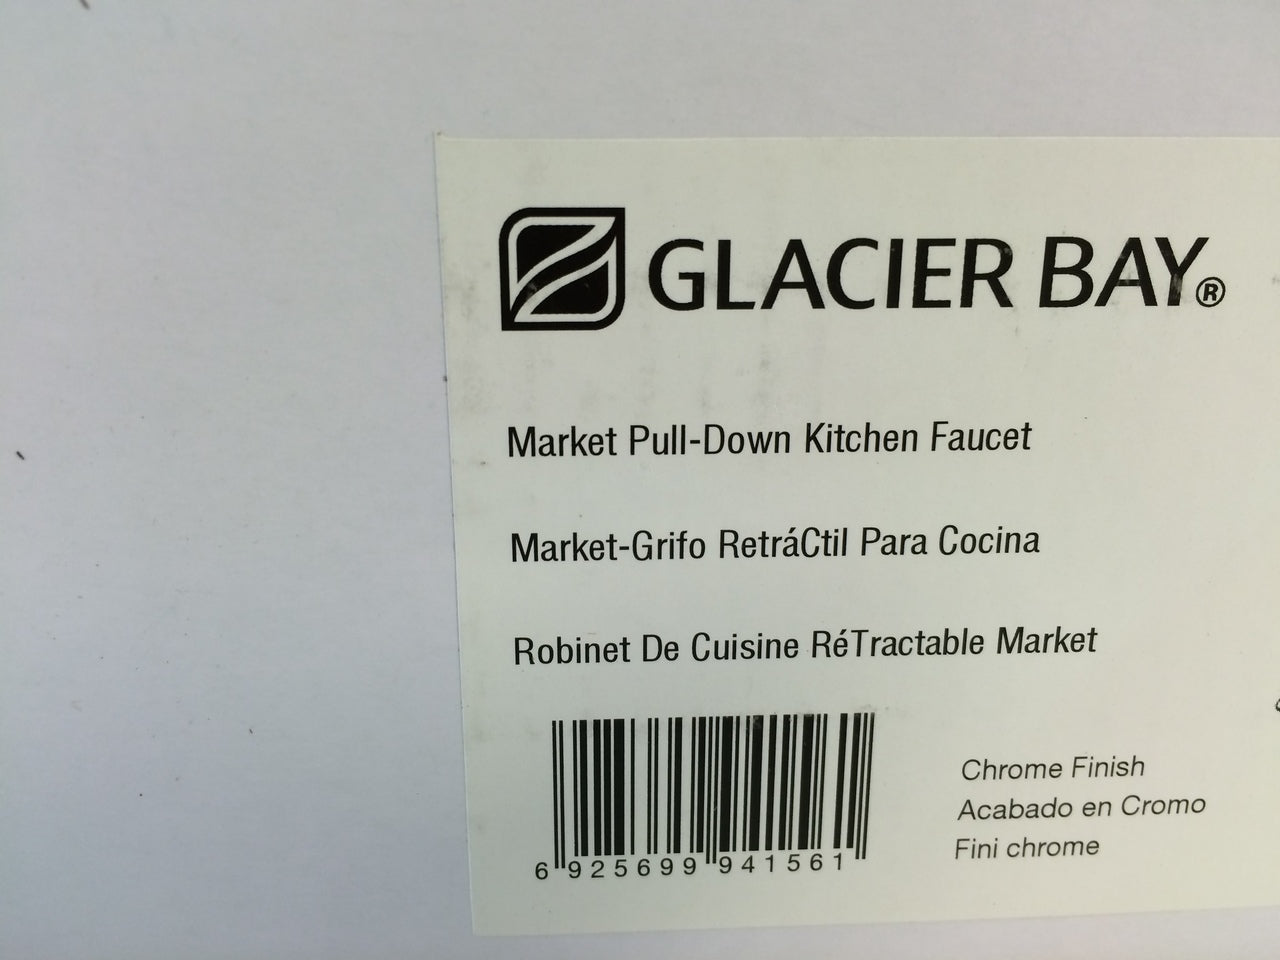 GLACIER BAY®
Market Pull-Down Kitchen Faucet
Market-Grifo RetráCtil Para Cocina
Robinet De Cuisine RéTractable Market
6 925699 941561
Chrome Finish
Acabado en Cromo
Fini chrome